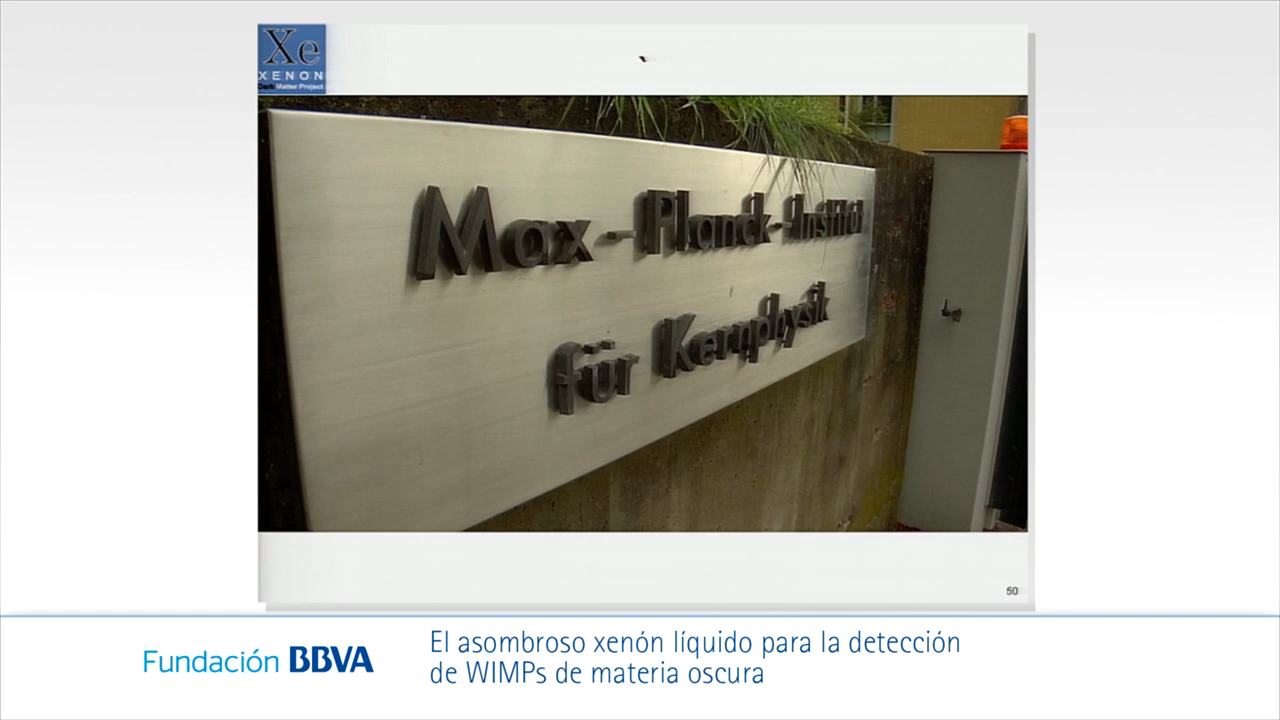 Xe
XENON
Dark Matter Project
Max-Planck-Institut
für Kernphysik
50
Fundación BBVA
El asombroso xenón líquido para la detección
de WIMPs de materia oscura